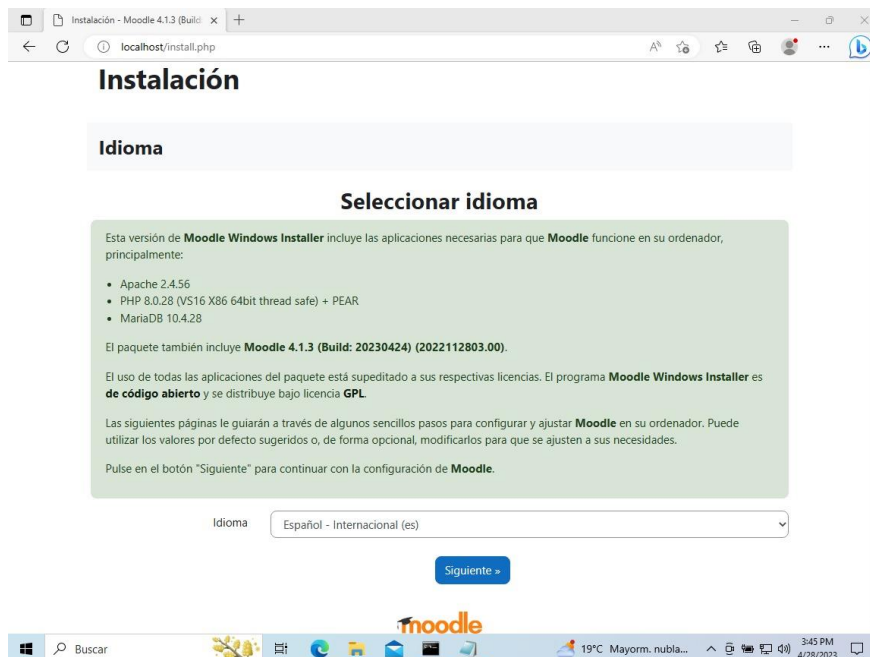 Instalación - Moodle 4.1.3 (Build
localhost/install.php
Instalación
Idioma
Seleccionar idioma
Esta versión de Moodle Windows Installer incluye las aplicaciones necesarias para que Moodle funcione en su ordenador,
principalmente:
• Apache 2.4.56
• PHP 8.0.28 (VS16 X86 64bit thread safe) + PEAR
• MariaDB 10.4.28
El paquete también incluye Moodle 4.1.3 (Build: 20230424) (2022112803.00).
El uso de todas las aplicaciones del paquete está supeditado a sus respectivas licencias. El programa Moodle Windows Installer es
de código abierto y se distribuye bajo licencia GPL.
Las siguientes páginas le guiarán a través de algunos sencillos pasos para configurar y ajustar Moodle en su ordenador. Puede
utilizar los valores por defecto sugeridos o, de forma opcional, modificarlos para que se ajusten a sus necesidades.
Pulse en el botón "Siguiente" para continuar con la configuración de Moodle.
Idioma
Español - Internacional (es)
Siguiente »
moodle
Buscar
19°C Mayorm. nubla...
3:45 PM
4/28/2023